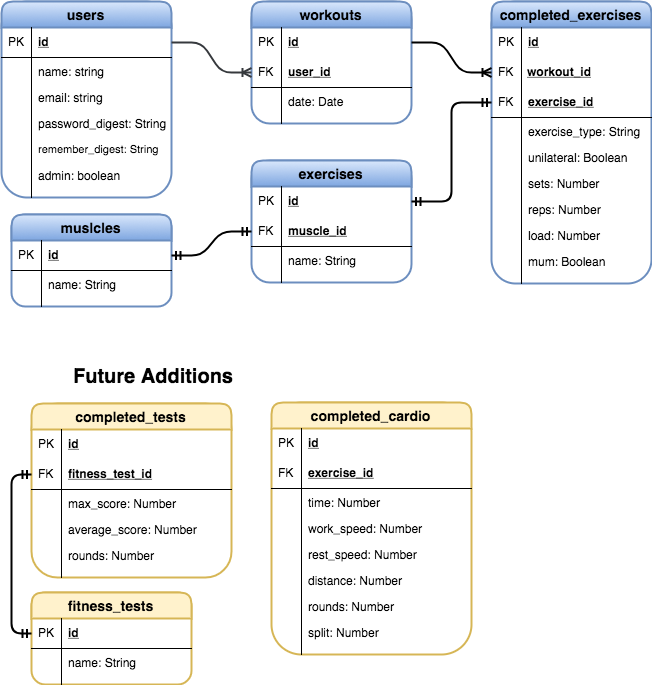 users
PK id
name: string
email: string
password_digest: String
remember_digest: String
admin: boolean
workouts
PK id
FK user_id
date: Date
completed_exercises
PK id
FK workout_id
FK exercise_id
exercise_type: String
unilateral: Boolean
sets: Number
reps: Number
load: Number
mum: Boolean
exercises
PK id
FK muscle_id
name: String
muslcles
PK id
name: String
Future Additions
completed_tests
PK id
FK fitness_test_id
max_score: Number
average_score: Number
rounds: Number
completed_cardio
PK id
FK exercise_id
time: Number
work_speed: Number
rest_speed: Number
distance: Number
rounds: Number
split: Number
fitness_tests
PK id
name: String